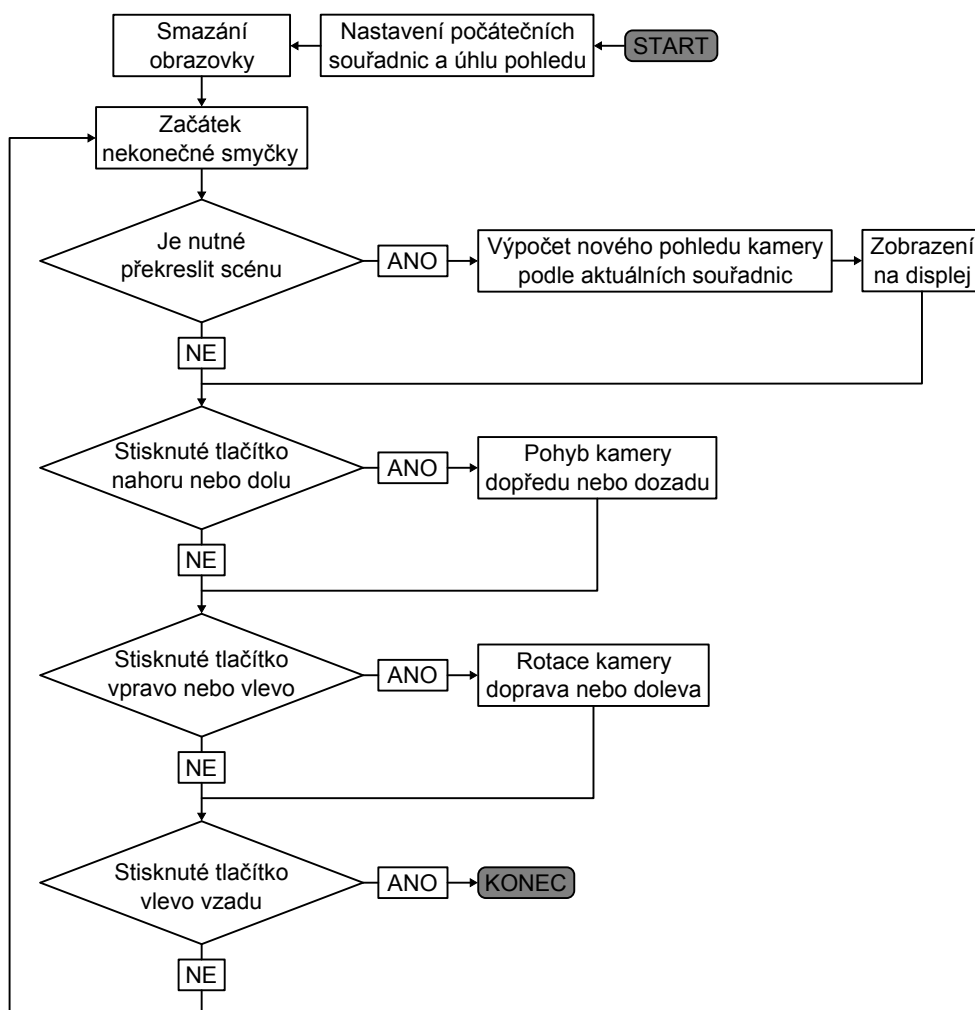 Smazání
obrazovky
Nastavení počátečních
souřadnic a úhlu pohledu
START
Začátek
nekonečné smyčky
Je nutné
překreslit scénu
ANO
Výpočet nového pohledu kamery
podle aktuálních souřadnic
Zobrazení
na displej
NE
Stisknuté tlačítko
nahoru nebo dolu
ANO
Pohyb kamery
dopředu nebo dozadu
NE
Stisknuté tlačítko
vpravo nebo vlevo
ANO
Rotace kamery
doprava nebo doleva
NE
Stisknuté tlačítko
vlevo vzadu
ANO
KONEC
NE